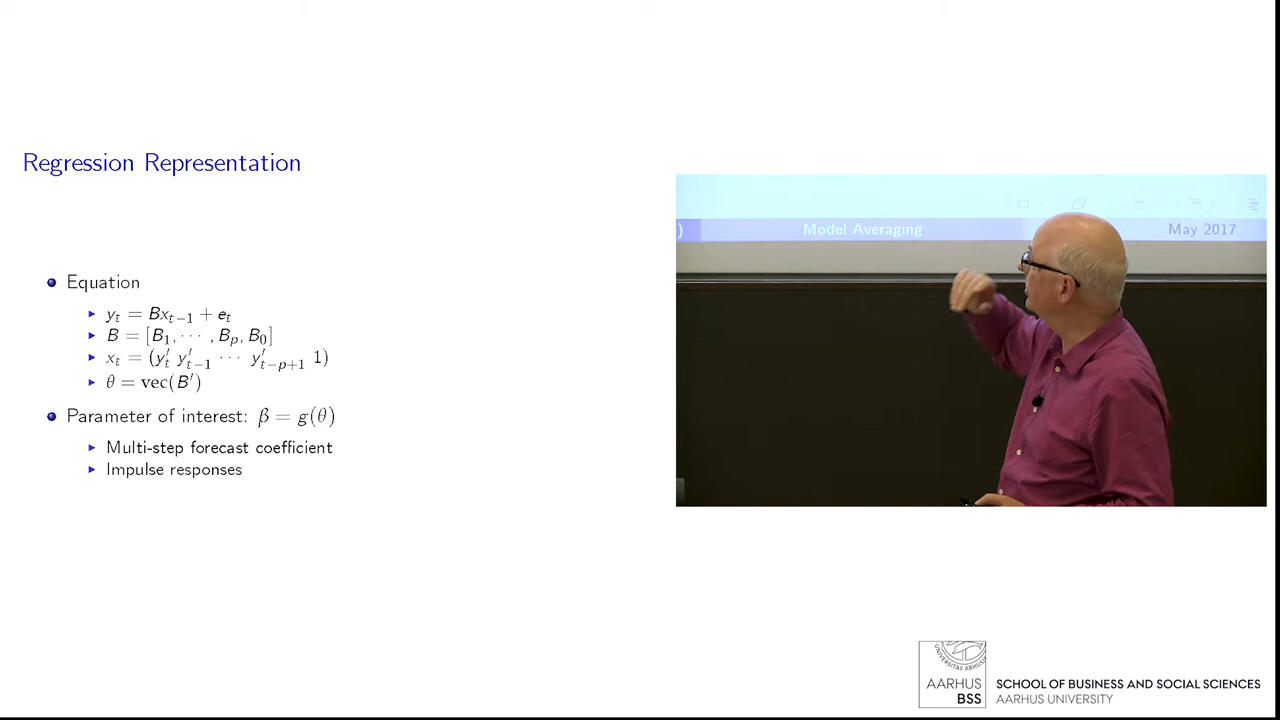 Regression Representation
Equation
y_t = Bx_{t−1} + e_t
B = [B_1, ⋯ , B_p, B_0]
x_t = (y′_t y′_{t−1} ⋯ y′_{t−p+1} 1)
θ = vec(B′)
Parameter of interest: β = g(θ)
Multi-step forecast coefficient
Impulse responses
) Model Averaging May 2017
AARHUS
BSS
SCHOOL OF BUSINESS AND SOCIAL SCIENCES
AARHUS UNIVERSITY